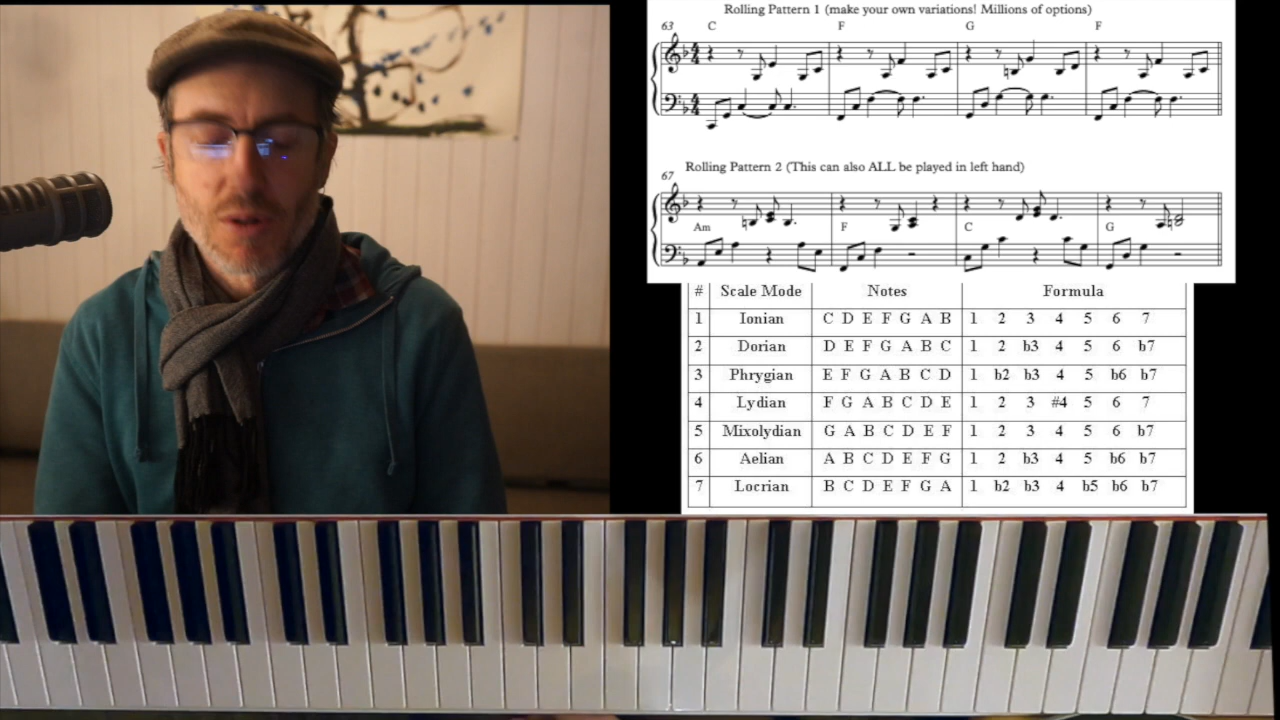 Rolling Pattern 1 (make your own variations! Millions of options)
63 C F G F
Rolling Pattern 2 (This can also ALL be played in left hand)
67
Am F C G
# Scale Mode Notes Formula
1 Ionian C D E F G A B 1 2 3 4 5 6 7
2 Dorian D E F G A B C 1 2 b3 4 5 6 b7
3 Phrygian E F G A B C D 1 b2 b3 4 5 b6 b7
4 Lydian F G A B C D E 1 2 3 #4 5 6 7
5 Mixolydian G A B C D E F 1 2 3 4 5 6 b7
6 Aelian A B C D E F G 1 2 b3 4 5 b6 b7
7 Locrian B C D E F G A 1 b2 b3 4 b5 b6 b7